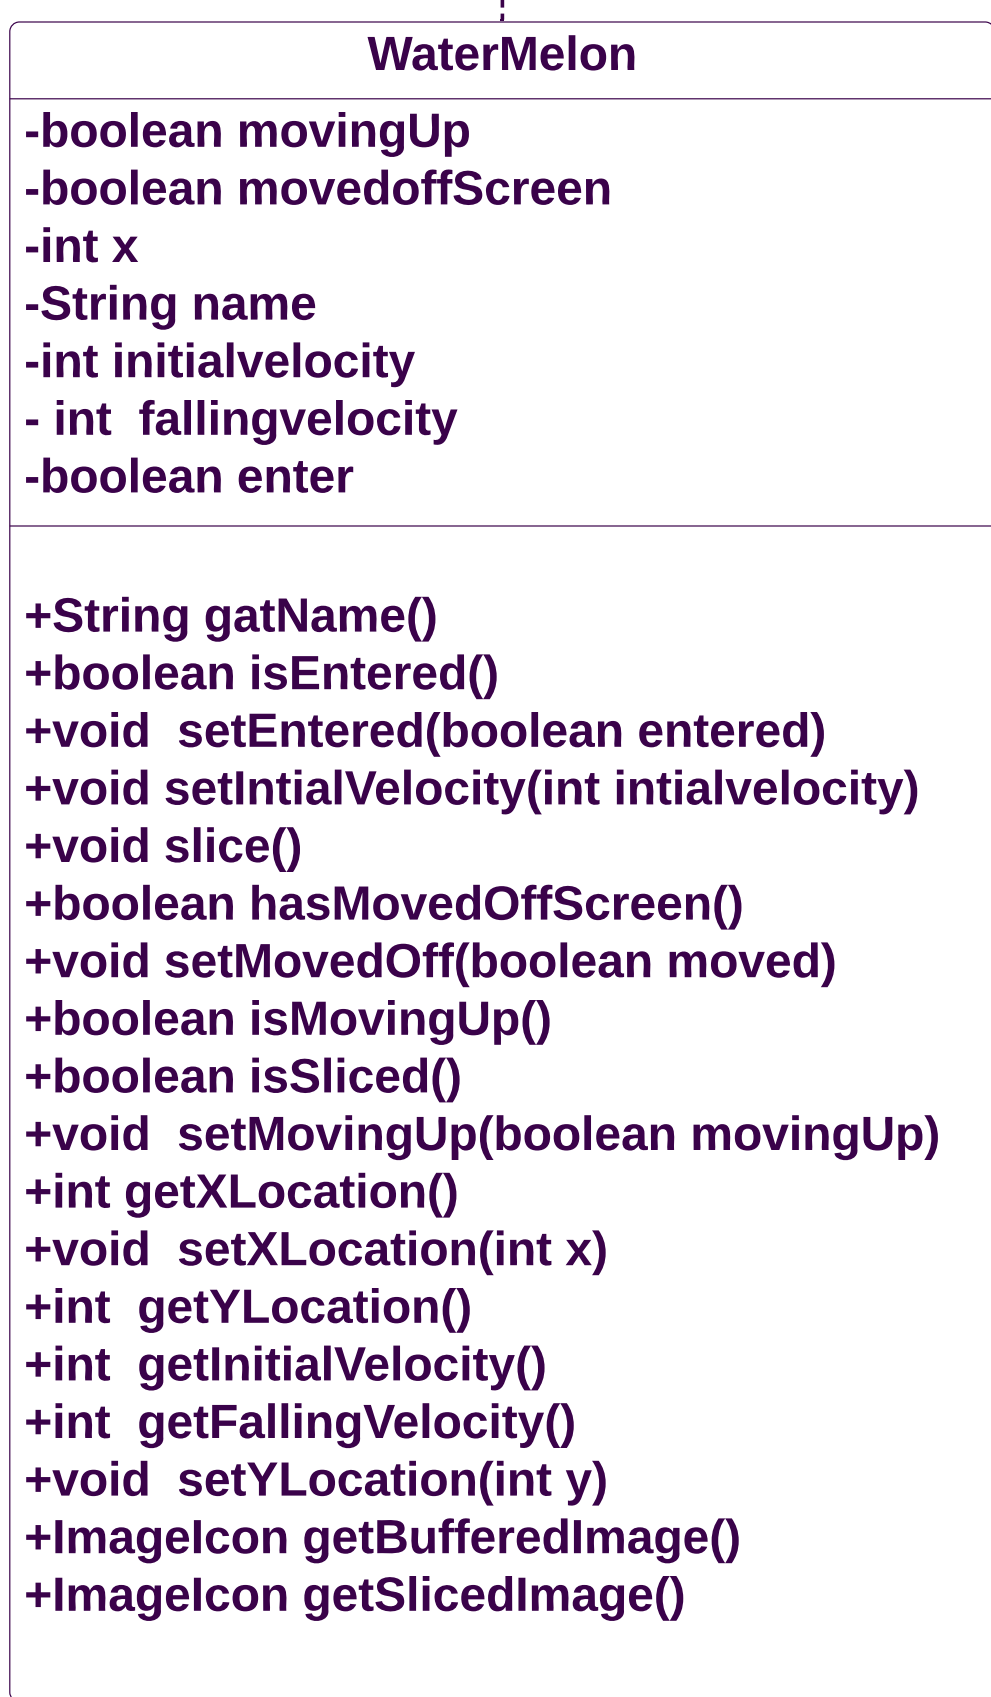 WaterMelon
-boolean movingUp
-boolean movedoffScreen
-int x
-String name
-int initialvelocity
- int  fallingvelocity
-boolean enter
+String gatName()
+boolean isEntered()
+void  setEntered(boolean entered)
+void setIntialVelocity(int intialvelocity)
+void slice()
+boolean hasMovedOffScreen()
+void setMovedOff(boolean moved)
+boolean isMovingUp()
+boolean isSliced()
+void  setMovingUp(boolean movingUp)
+int getXLocation()
+void  setXLocation(int x)
+int  getYLocation()
+int  getInitialVelocity()
+int  getFallingVelocity()
+void  setYLocation(int y)
+ImageIcon getBufferedImage()
+ImageIcon getSlicedImage()